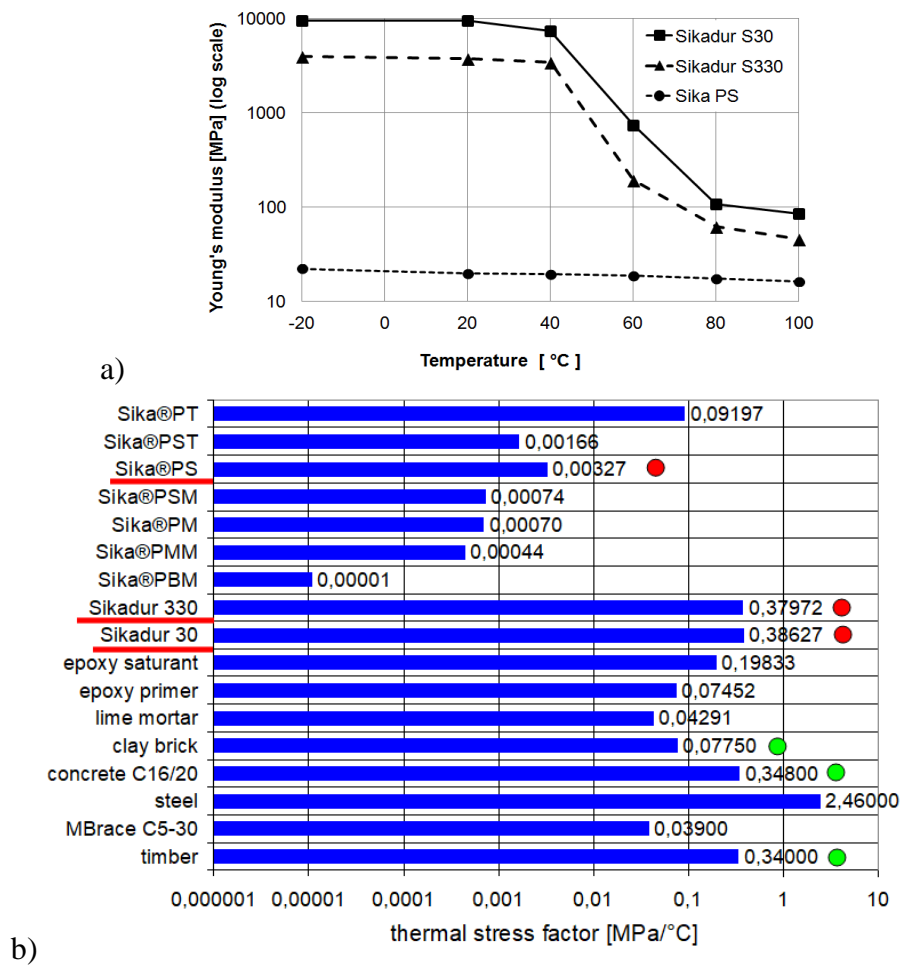 10000
1000
100
10
Young's modulus [MPa] (log scale)
Sikadur S30
Sikadur S330
Sika PS
-20 0 20 40 60 80 100
Temperature [ °C ]
a)
Sika®PT 0,09197
Sika®PST 0,00166
Sika®PS 0,00327
Sika®PSM 0,00074
Sika®PM 0,00070
Sika®PMM 0,00044
Sika®PBM 0,00001
Sikadur 330 0,37972
Sikadur 30 0,38627
epoxy saturant 0,19833
epoxy primer 0,07452
lime mortar 0,04291
clay brick 0,07750
concrete C16/20 0,34800
steel 2,46000
MBrace C5-30 0,03900
timber 0,34000
0,000001 0,00001 0,0001 0,001 0,01 0,1 1 10
thermal stress factor [MPa/°C]
b)